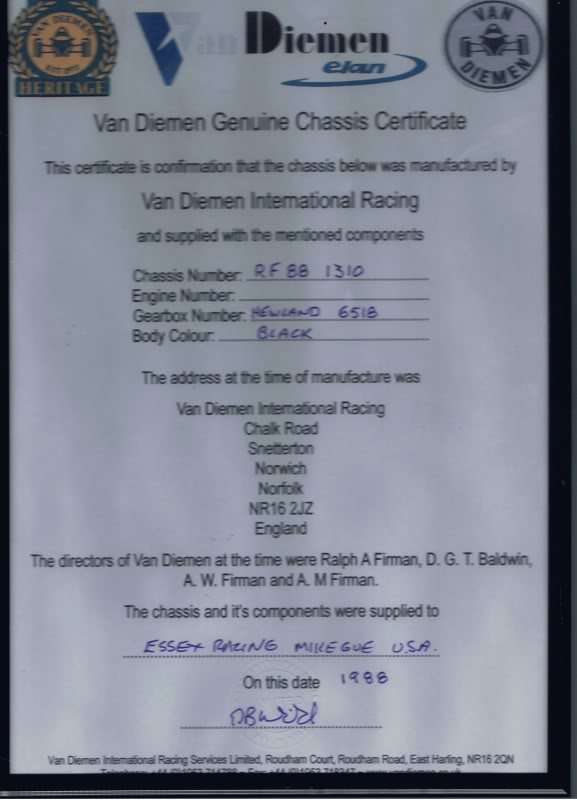 VAN DIEMEN
EST 1973
HERITAGE
Van Diemen
elan
VAN
DIEMEN
Van Diemen Genuine Chassis Certificate
This certificate is confirmation that the chassis below was manufactured by
Van Diemen International Racing
and supplied with the mentioned components
Chassis Number: RF 88 1310
Engine Number:
Gearbox Number: HEWLAND 6518
Body Colour: BLACK
The address at the time of manufacture was
Van Diemen International Racing
Chalk Road
Snetterton
Norwich
Norfolk
NR16 2JZ
England
The directors of Van Diemen at the time were Ralph A Firman, D. G. T. Baldwin,
A. W. Firman and A. M Firman.
The chassis and it's components were supplied to
ESSEX RACING MIKE GUE U.S.A.
On this date 1988
Van Diemen International Racing Services Limited, Roudham Court, Roudham Road, East Harling, NR16 2QN